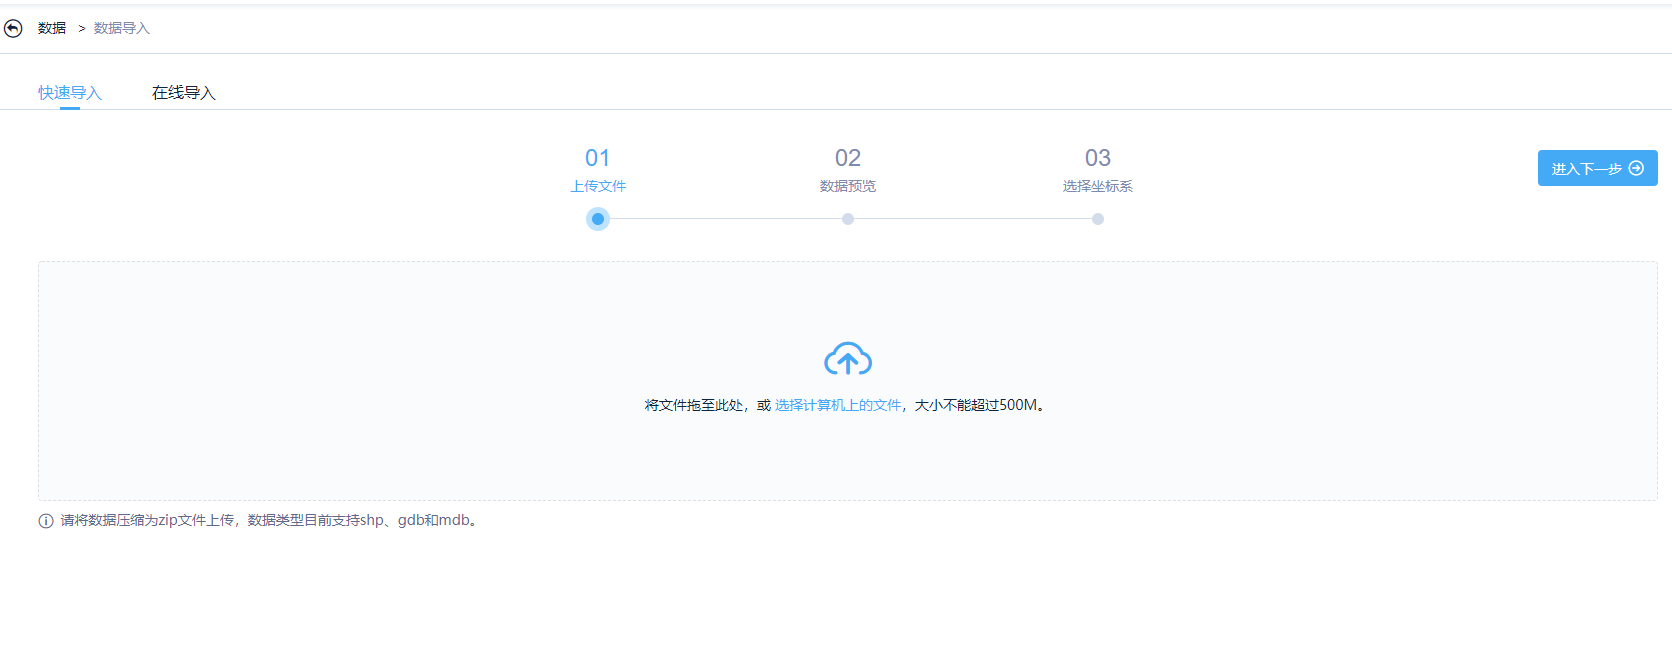 数据 > 数据导入
快速导入 在线导入
01 02 03
上传文件 数据预览 选择坐标系
进入下一步
将文件拖至此处，或 选择计算机上的文件，大小不能超过500M。
请将数据压缩为zip文件上传，数据类型目前支持shp、gdb和mdb。